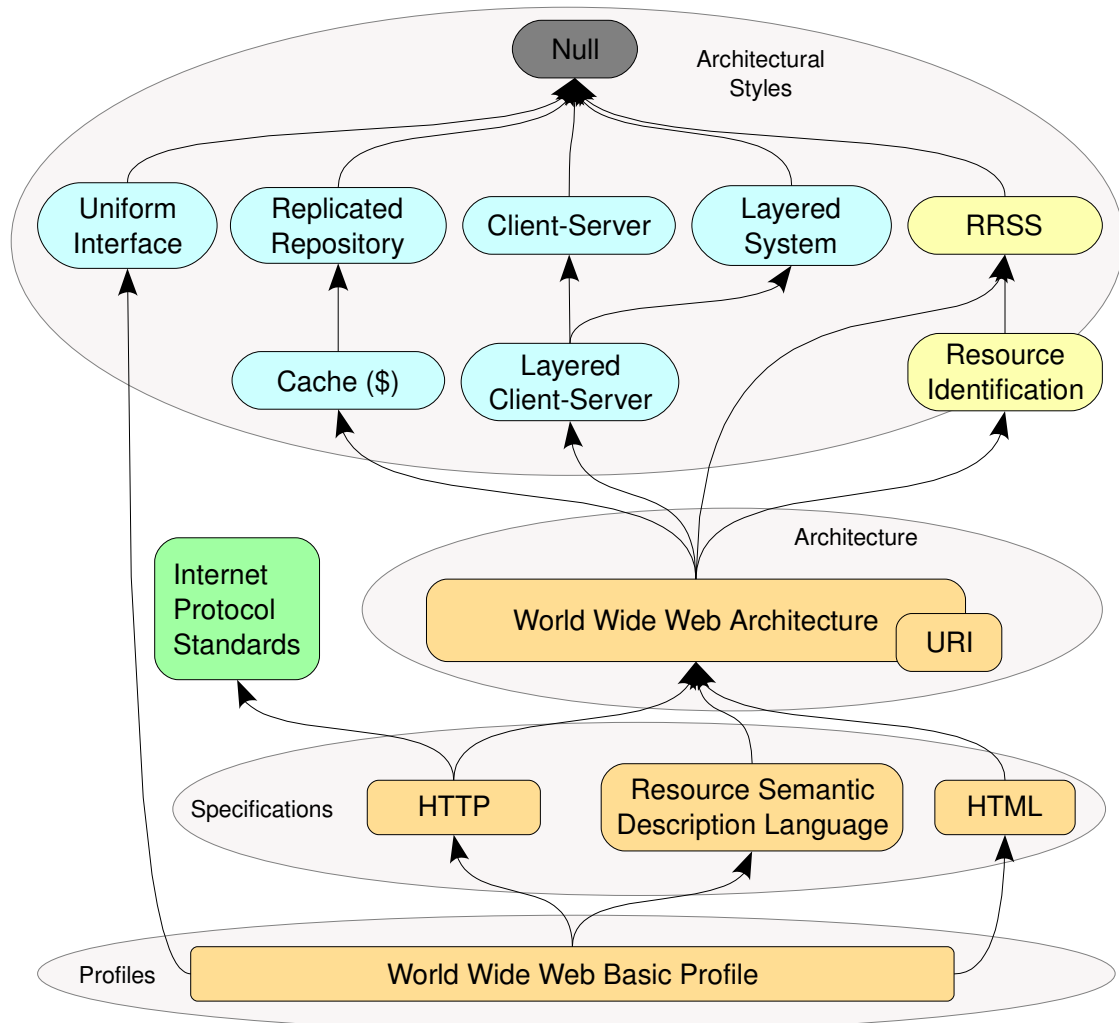 Null
Architectural
Styles
Uniform
Interface
Replicated
Repository
Client-Server
Layered
System
RRSS
Cache ($)
Layered
Client-Server
Resource
Identification
Architecture
Internet
Protocol
Standards
World Wide Web Architecture
URI
Specifications
HTTP
Resource Semantic
Description Language
HTML
Profiles
World Wide Web Basic Profile